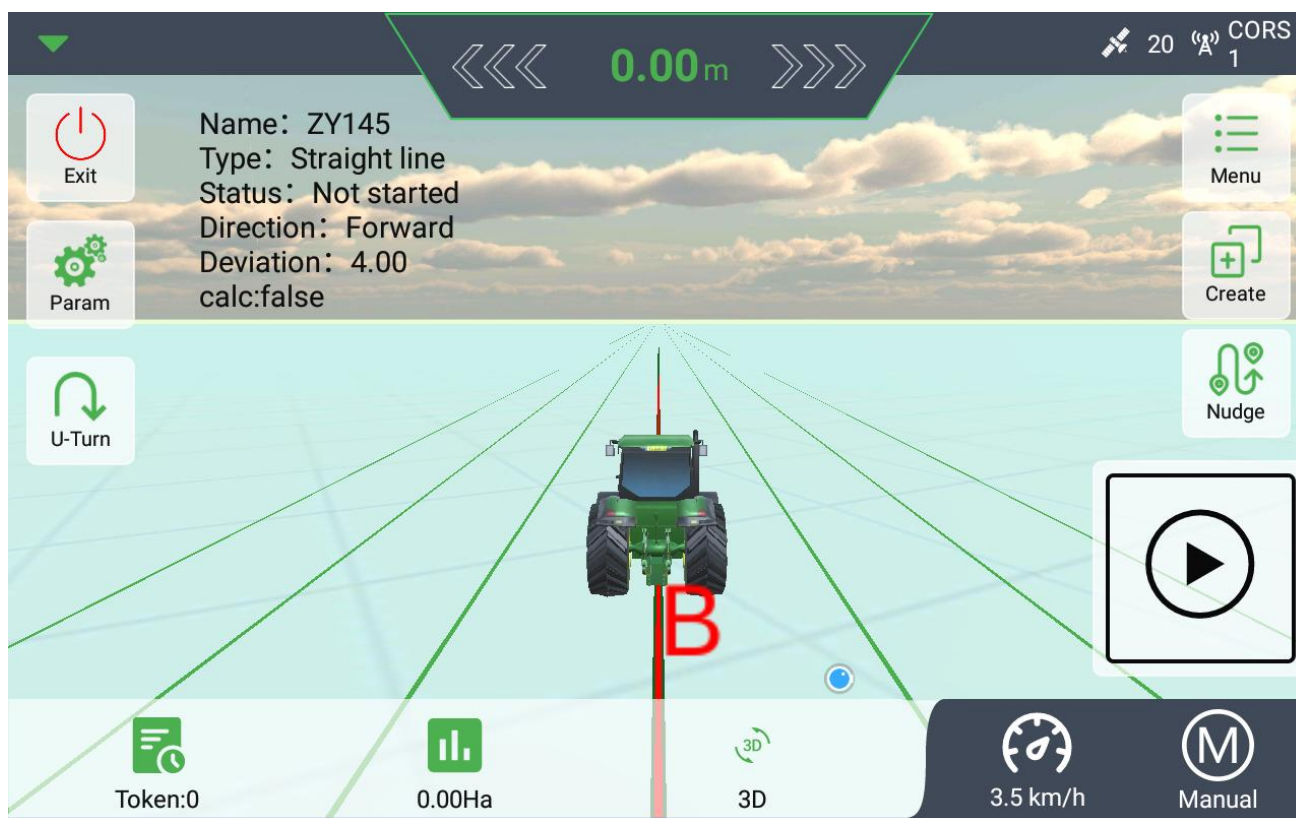 0.00 m
20
CORS
1
Exit
Name: ZY145
Type: Straight line
Status: Not started
Direction: Forward
Deviation: 4.00
calc:false
Menu
Param
Create
U-Turn
Nudge
B
Token:0
0.00Ha
3D
3D
3.5 km/h
M
Manual